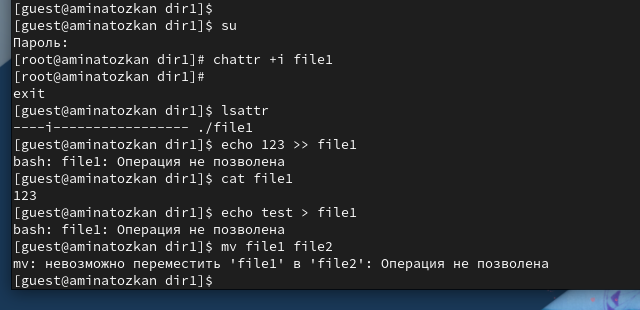 [guest@aminatozkan dir1]$
[guest@aminatozkan dir1]$ su
Пароль:
[root@aminatozkan dir1]# chattr +i file1
[root@aminatozkan dir1]#
exit
[guest@aminatozkan dir1]$ lsattr
----i----------------- ./file1
[guest@aminatozkan dir1]$ echo 123 >> file1
bash: file1: Операция не позволена
[guest@aminatozkan dir1]$ cat file1
123
[guest@aminatozkan dir1]$ echo test > file1
bash: file1: Операция не позволена
[guest@aminatozkan dir1]$ mv file1 file2
mv: невозможно переместить 'file1' в 'file2': Операция не позволена
[guest@aminatozkan dir1]$